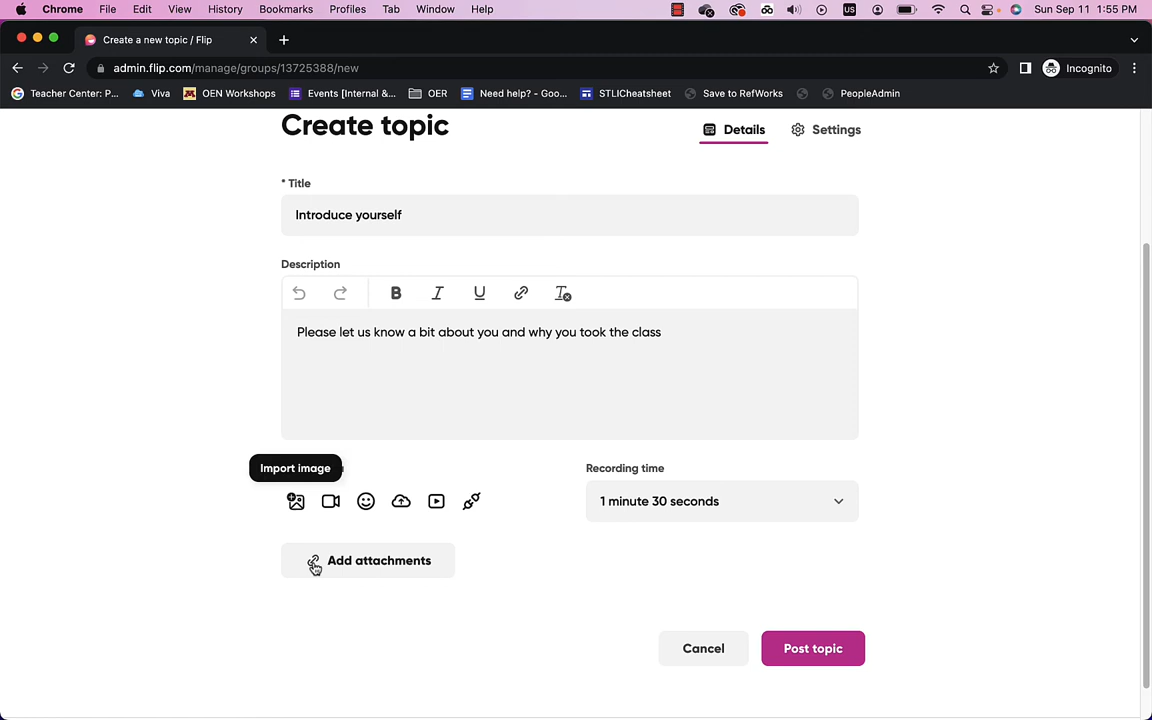 Chrome File Edit View History Bookmarks Profiles Tab Window Help US Sun Sep 11 1:55 PM
Create a new topic / Flip
admin.flip.com/manage/groups/13725388/new Incognito
Teacher Center: P... Viva OEN Workshops Events [Internal &... OER Need help? - Goo... STLICheatsheet Save to RefWorks PeopleAdmin
Create topic Details Settings
* Title
Introduce yourself
Description
B I U
Please let us know a bit about you and why you took the class
Import image Recording time
1 minute 30 seconds
Add attachments
Cancel Post topic